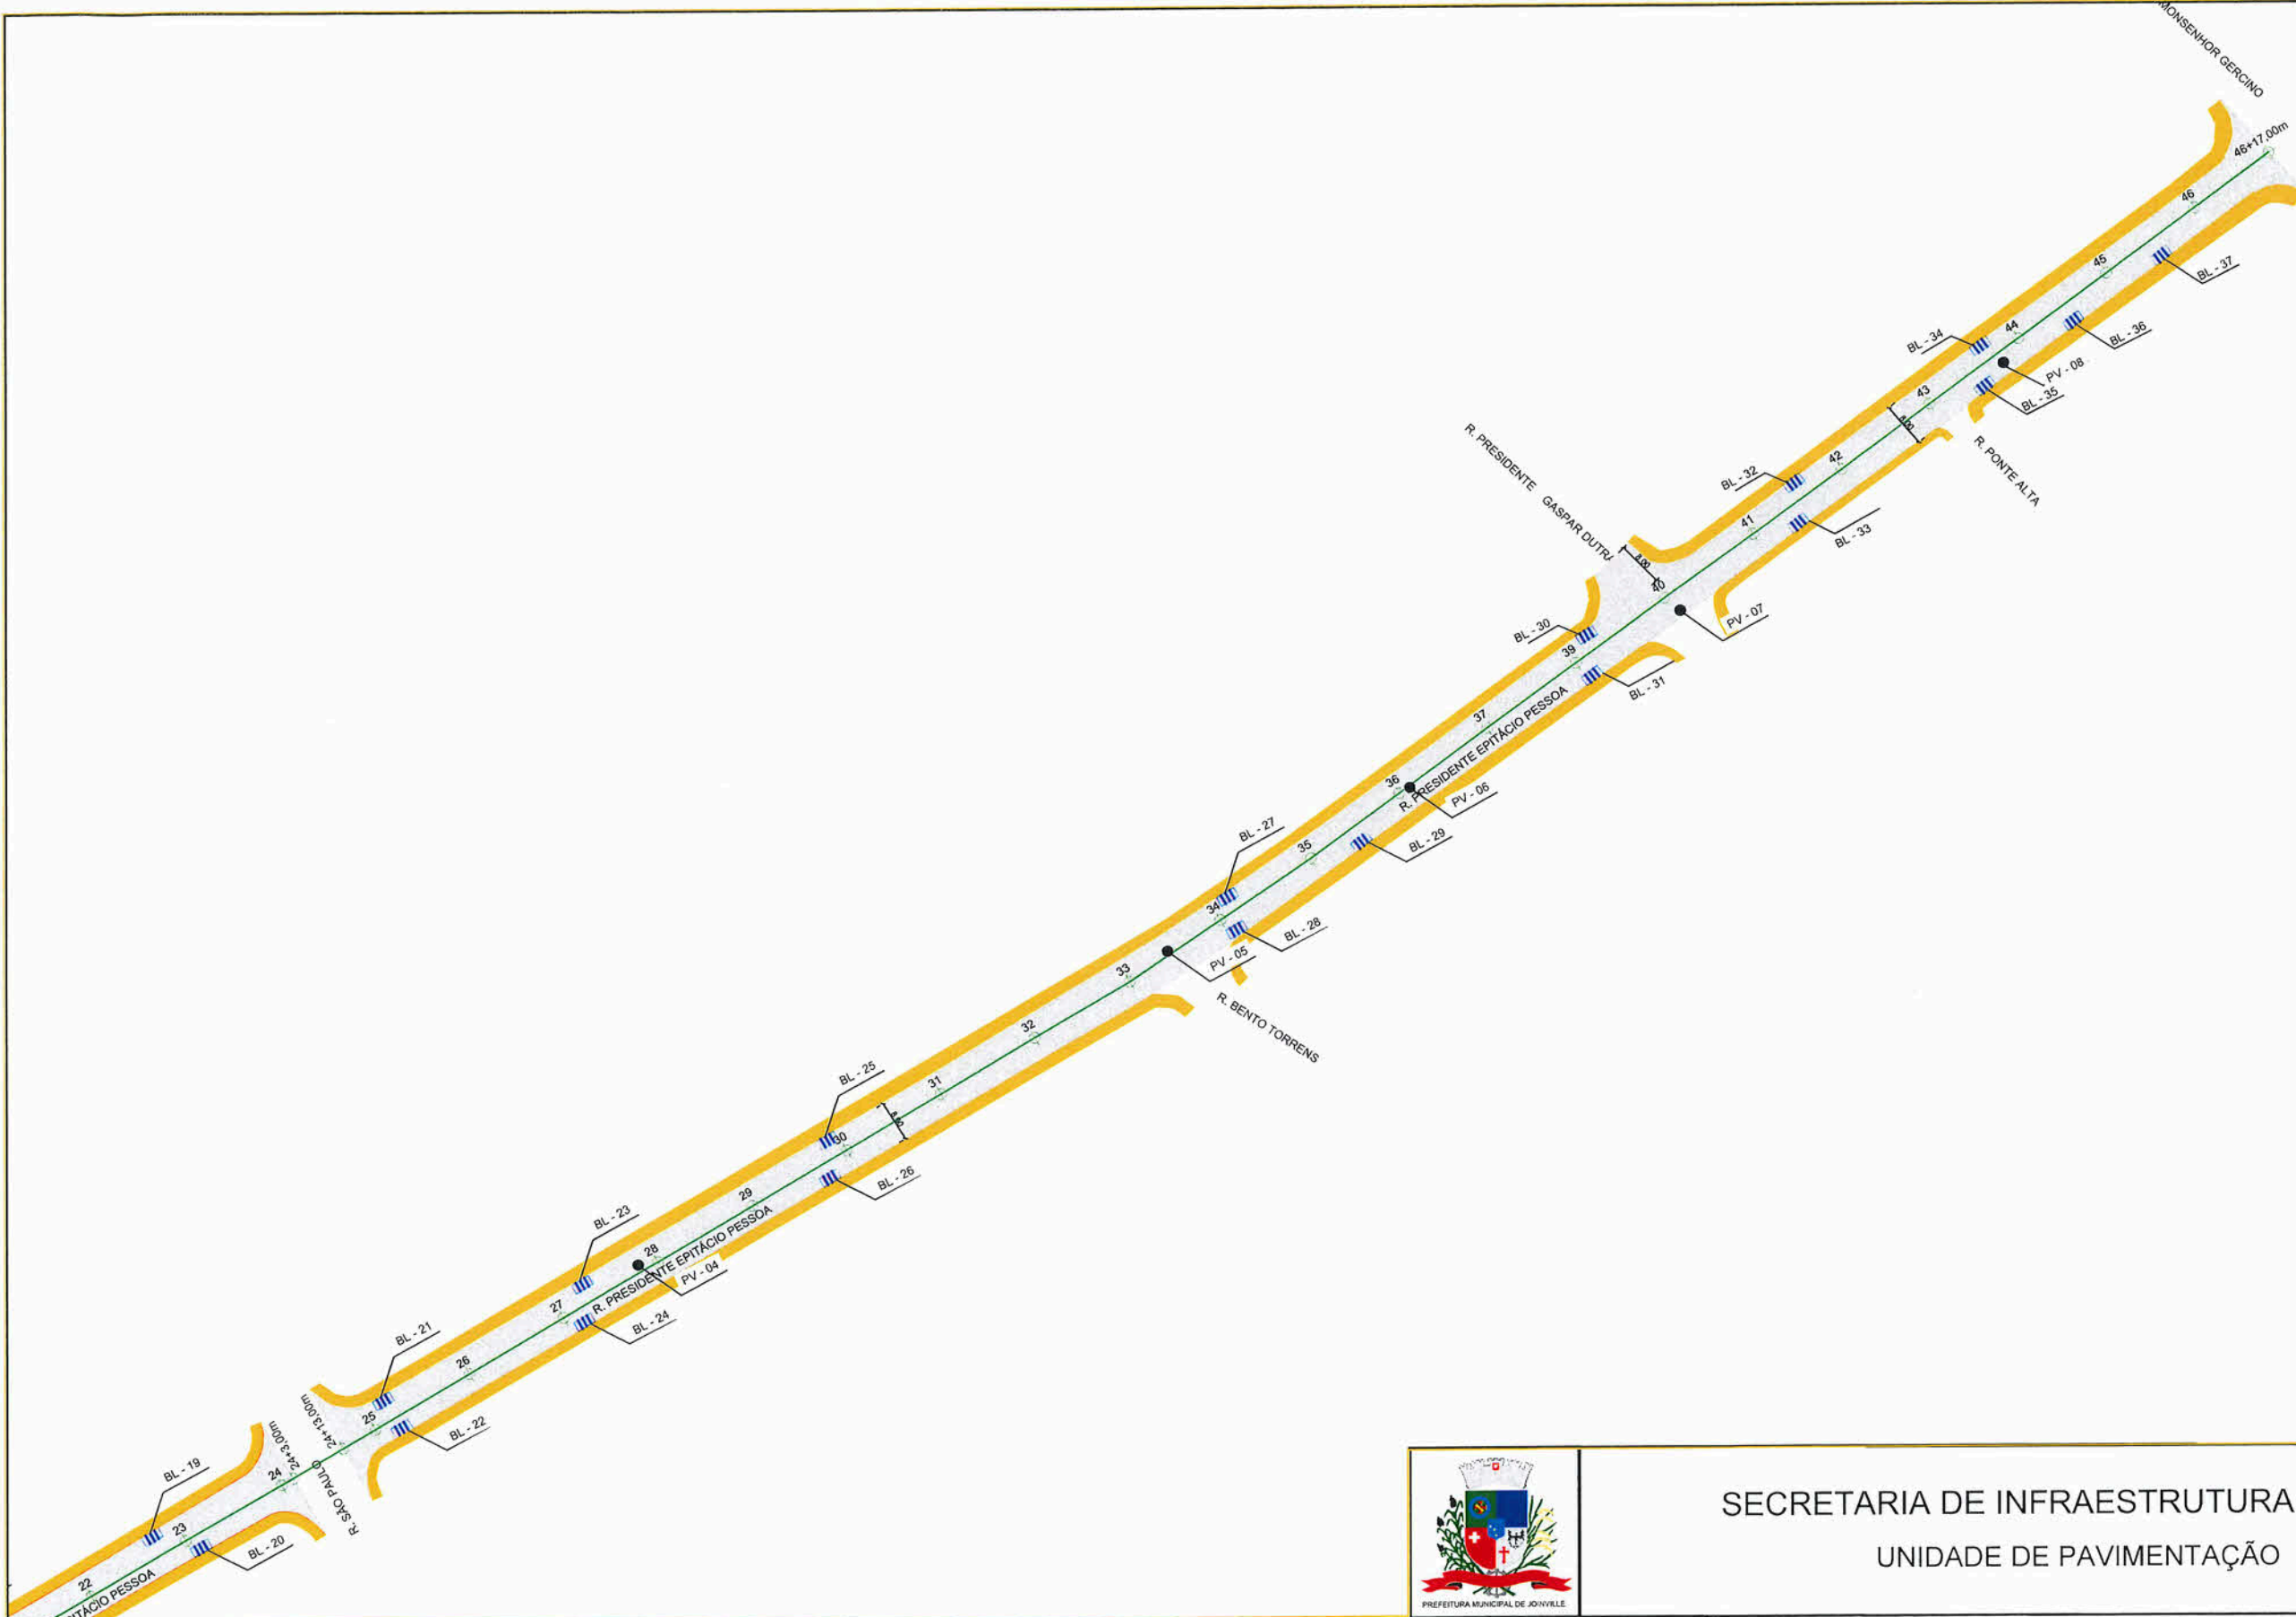 MONSENHOR GERCINO
46+17,00m
46
45
BL - 37
44
BL - 36
BL - 34
PV - 08
BL - 35
43
8,00
R. PONTE ALTA
42
BL - 32
41
BL - 33
R. PRESIDENTE GASPAR DUTRA
8,00
40
PV - 07
BL - 30
39
BL - 31
37
R. PRESIDENTE EPITÁCIO PESSOA
36
PV - 06
BL - 29
35
BL - 27
34
BL - 28
PV - 05
33
R. BENTO TORRENS
32
31
BL - 25
30
BL - 26
29
R. PRESIDENTE EPITÁCIO PESSOA
BL - 23
28
PV - 04
27
BL - 24
BL - 21
26
25
BL - 22
24+13,00m
24+3,00m
R. SÃO PAULO
24
BL - 19
23
BL - 20
22
ITÁCIO PESSOA
PREFEITURA MUNICIPAL DE JOINVILLE
SECRETARIA DE INFRAESTRUTURA
UNIDADE DE PAVIMENTAÇÃO